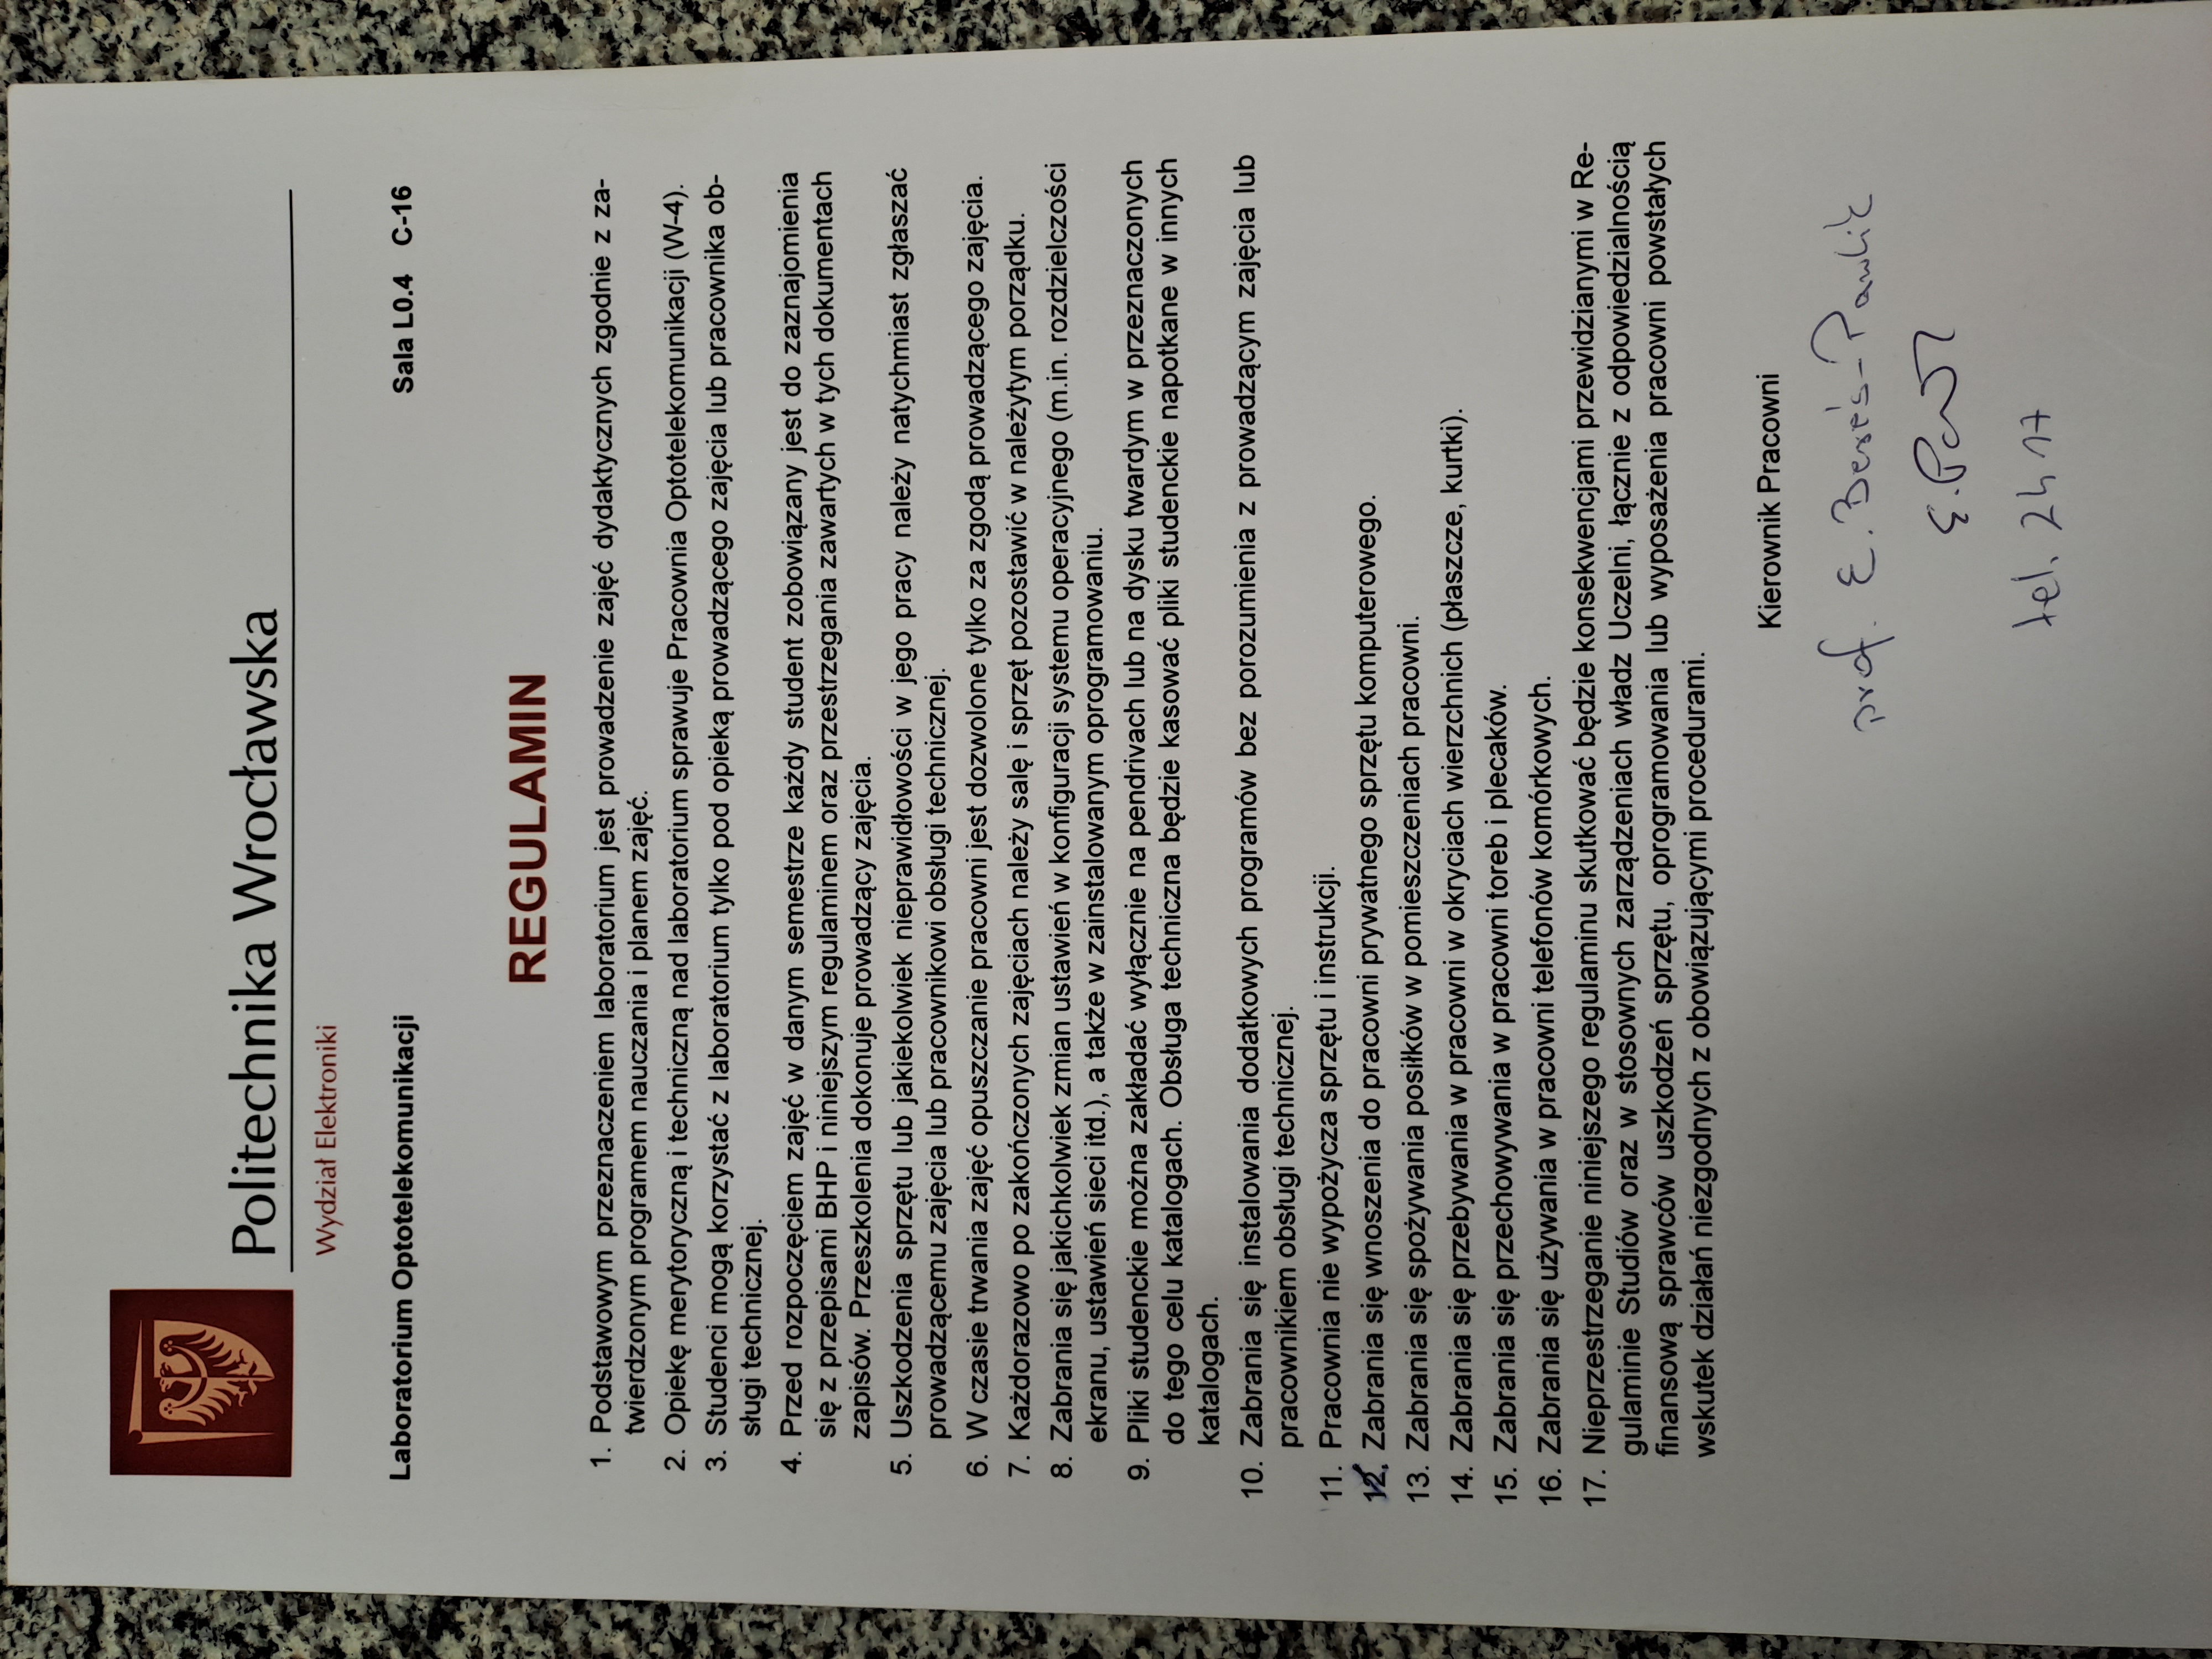 Politechnika Wrocławska
Wydział Elektroniki
Laboratorium Optotelekomunikacji Sala L0.4 C-16
REGULAMIN
1. Podstawowym przeznaczeniem laboratorium jest prowadzenie zajęć dydaktycznych zgodnie z za-
twierdzonym programem nauczania i planem zajęć.
2. Opiekę merytoryczną i techniczną nad laboratorium sprawuje Pracownia Optotelekomunikacji (W-4).
3. Studenci mogą korzystać z laboratorium tylko pod opieką prowadzącego zajęcia lub pracownika ob-
sługi technicznej.
4. Przed rozpoczęciem zajęć w danym semestrze każdy student zobowiązany jest do zaznajomienia
się z przepisami BHP i niniejszym regulaminem oraz przestrzegania zawartych w tych dokumentach
zapisów. Przeszkolenia dokonuje prowadzący zajęcia.
5. Uszkodzenia sprzętu lub jakiekolwiek nieprawidłowości w jego pracy należy natychmiast zgłaszać
prowadzącemu zajęcia lub pracownikowi obsługi technicznej.
6. W czasie trwania zajęć opuszczanie pracowni jest dozwolone tylko za zgodą prowadzącego zajęcia.
7. Każdorazowo po zakończonych zajęciach należy salę i sprzęt pozostawić w należytym porządku.
8. Zabrania się jakichkolwiek zmian ustawień w konfiguracji systemu operacyjnego (m.in. rozdzielczości
ekranu, ustawień sieci itd.), a także w zainstalowanym oprogramowaniu.
9. Pliki studenckie można zakładać wyłącznie na pendrivach lub na dysku twardym w przeznaczonych
do tego celu katalogach. Obsługa techniczna będzie kasować pliki studenckie napotkane w innych
katalogach.
10. Zabrania się instalowania dodatkowych programów bez porozumienia z prowadzącym zajęcia lub
pracownikiem obsługi technicznej.
11. Pracownia nie wypożycza sprzętu i instrukcji.
12. Zabrania się wnoszenia do pracowni prywatnego sprzętu komputerowego.
13. Zabrania się spożywania posiłków w pomieszczeniach pracowni.
14. Zabrania się przebywania w pracowni w okryciach wierzchnich (płaszcze, kurtki).
15. Zabrania się przechowywania w pracowni toreb i plecaków.
16. Zabrania się używania w pracowni telefonów komórkowych.
17. Nieprzestrzeganie niniejszego regulaminu skutkować będzie konsekwencjami przewidzianymi w Re-
gulaminie Studiów oraz w stosownych zarządzeniach władz Uczelni, łącznie z odpowiedzialnością
finansową sprawców uszkodzeń sprzętu, oprogramowania lub wyposażenia pracowni powstałych
wskutek działań niezgodnych z obowiązującymi procedurami.
Kierownik Pracowni
prof. E. Bereś-Pawlik
tel. 24 17